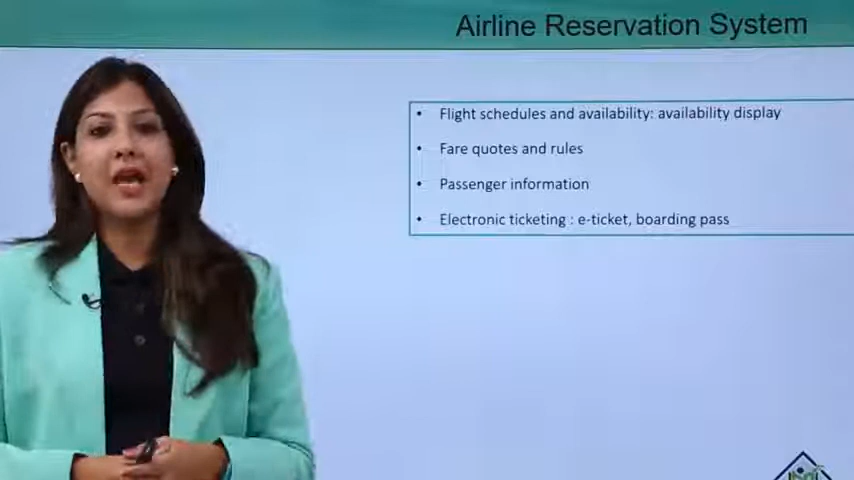 Airline Reservation System
• Flight schedules and availability: availability display
• Fare quotes and rules
• Passenger information
• Electronic ticketing : e-ticket, boarding pass